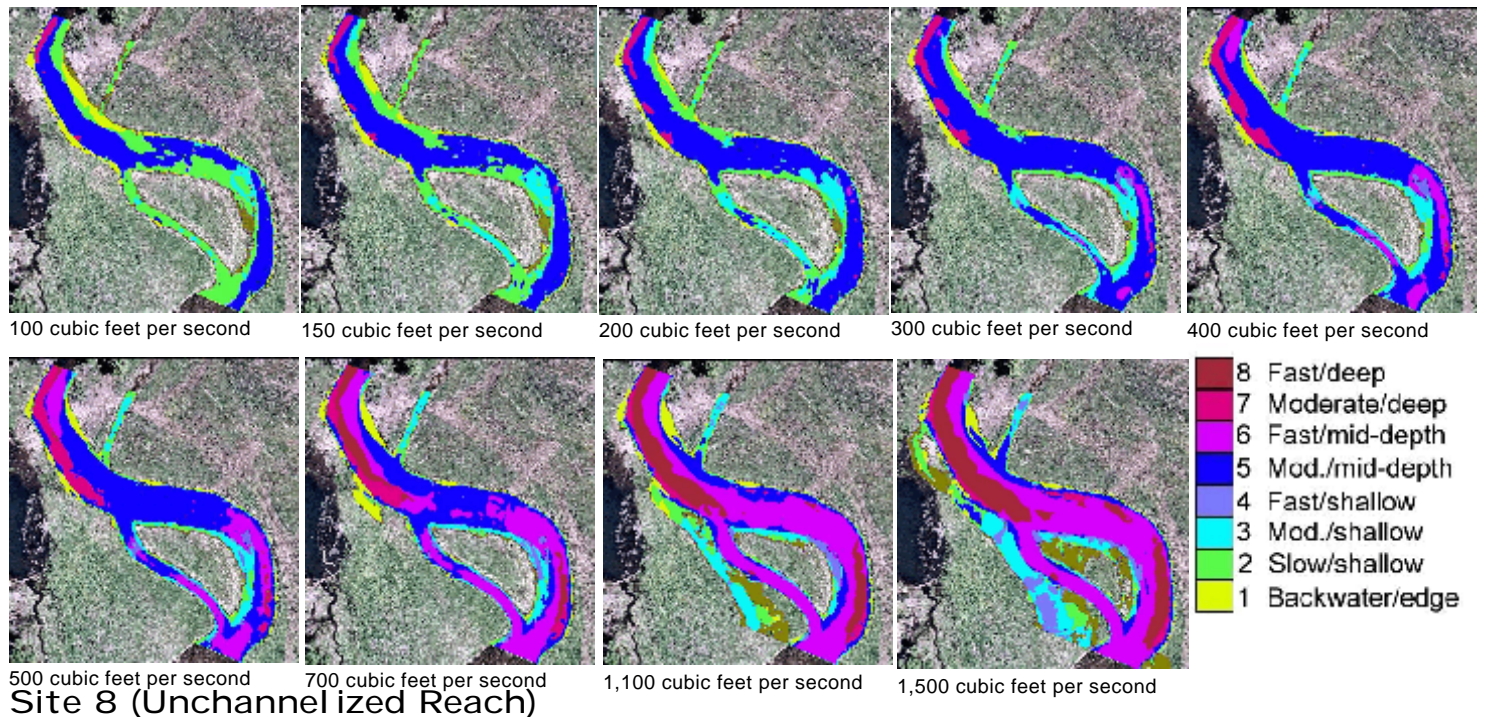 100 cubic feet per second
150 cubic feet per second
200 cubic feet per second
300 cubic feet per second
400 cubic feet per second
8 Fast/deep
7 Moderate/deep
6 Fast/mid-depth
5 Mod./mid-depth
4 Fast/shallow
3 Mod./shallow
2 Slow/shallow
1 Backwater/edge
500 cubic feet per second
700 cubic feet per second
1,100 cubic feet per second
1,500 cubic feet per second
Site 8 (Unchannelized Reach)